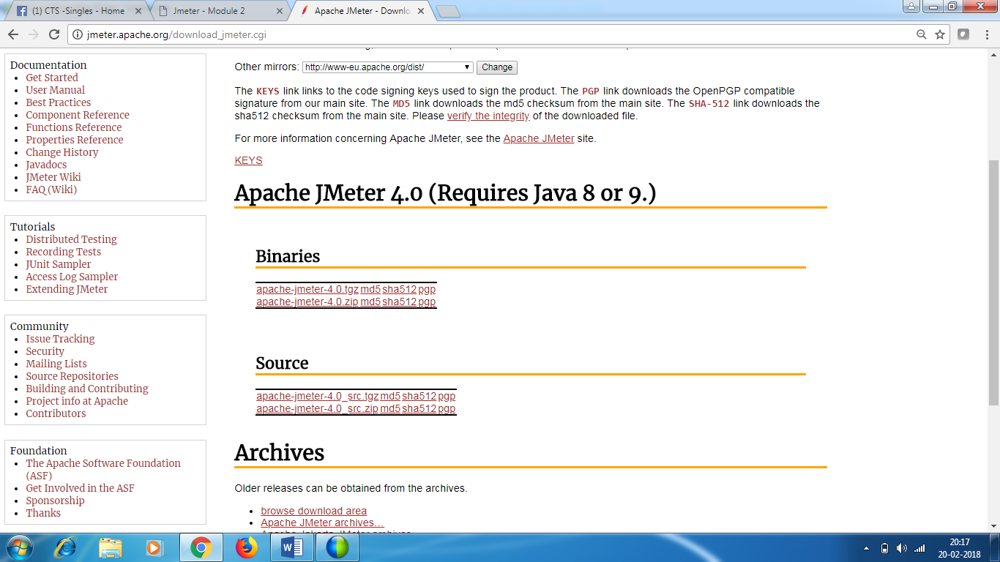 (1) CTS -Singles - Home
Jmeter - Module 2
Apache JMeter - Downlo
jmeter.apache.org/download_jmeter.cgi
Documentation
Get Started
User Manual
Best Practices
Component Reference
Functions Reference
Properties Reference
Change History
Javadocs
JMeter Wiki
FAQ (Wiki)
Tutorials
Distributed Testing
Recording Tests
JUnit Sampler
Access Log Sampler
Extending JMeter
Community
Issue Tracking
Security
Mailing Lists
Source Repositories
Building and Contributing
Project info at Apache
Contributors
Foundation
The Apache Software Foundation
(ASF)
Get Involved in the ASF
Sponsorship
Thanks
Other mirrors: http://www-eu.apache.org/dist/ Change
The KEYS link links to the code signing keys used to sign the product. The PGP link downloads the OpenPGP compatible
signature from our main site. The MD5 link downloads the md5 checksum from the main site. The SHA-512 link downloads the
sha512 checksum from the main site. Please verify the integrity of the downloaded file.
For more information concerning Apache JMeter, see the Apache JMeter site.
KEYS
Apache JMeter 4.0 (Requires Java 8 or 9.)
Binaries
apache-jmeter-4.0.tgz md5 sha512 pgp
apache-jmeter-4.0.zip md5 sha512 pgp
Source
apache-jmeter-4.0_src.tgz md5 sha512 pgp
apache-jmeter-4.0_src.zip md5 sha512 pgp
Archives
Older releases can be obtained from the archives.
browse download area
Apache JMeter archives...
Apache Jakarta JMeter archives
20:17
20-02-2018